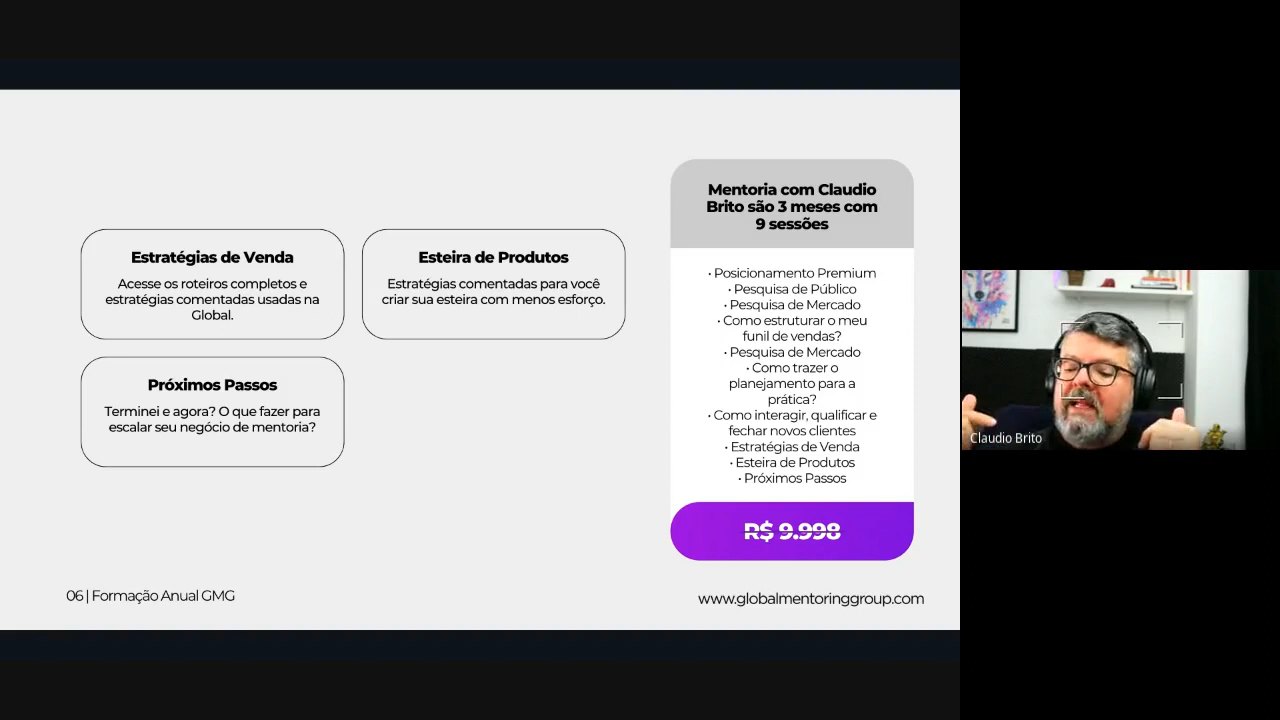 Estratégias de Venda
Acesse os roteiros completos e
estratégias comentadas usadas na
Global.
Esteira de Produtos
Estratégias comentadas para você
criar sua esteira com menos esforço.
Próximos Passos
Terminei e agora? O que fazer para
escalar seu negócio de mentoria?
Mentoria com Claudio
Brito são 3 meses com
9 sessões
• Posicionamento Premium
• Pesquisa de Público
• Pesquisa de Mercado
• Como estruturar o meu
funil de vendas?
• Pesquisa de Mercado
• Como trazer o
planejamento para a
prática?
• Como interagir, qualificar e
fechar novos clientes
• Estratégias de Venda
• Esteira de Produtos
• Próximos Passos
R$ 9.998
06 | Formação Anual GMG
www.globalmentoringgroup.com
Claudio Brito